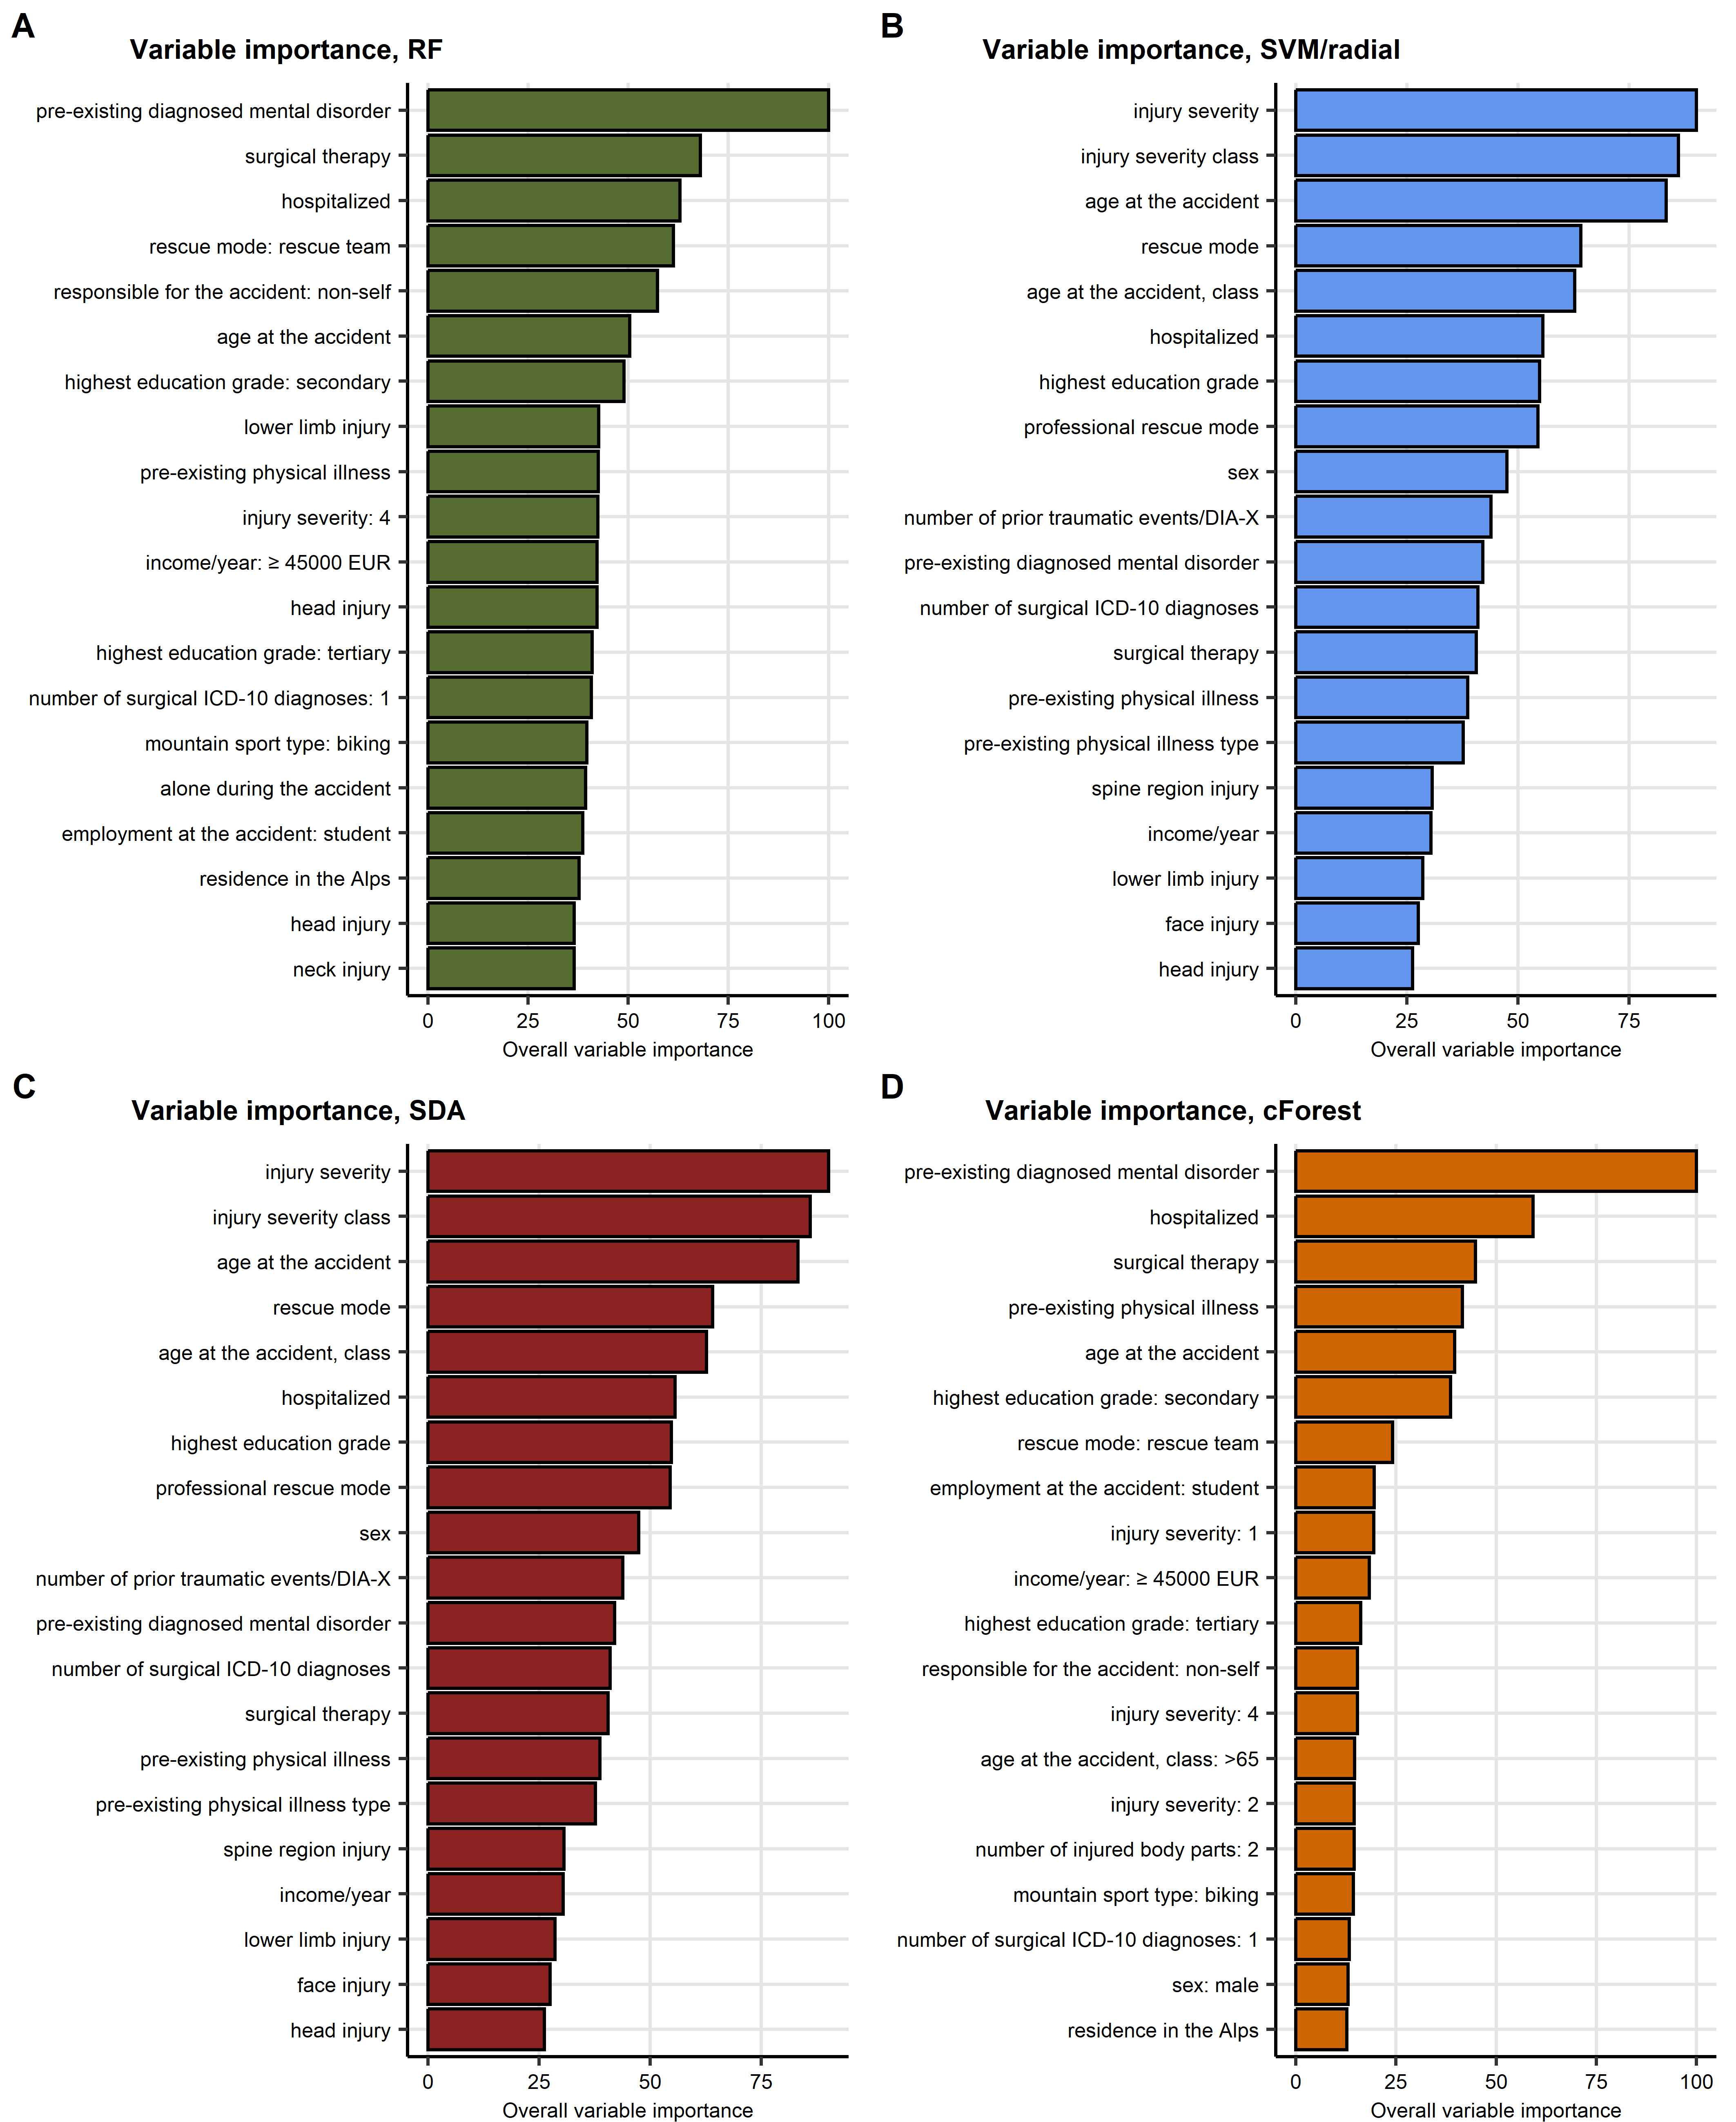 A
Variable importance, RF
pre-existing diagnosed mental disorder
surgical therapy
hospitalized
rescue mode: rescue team
responsible for the accident: non-self
age at the accident
highest education grade: secondary
lower limb injury
pre-existing physical illness
injury severity: 4
income/year: ≥ 45000 EUR
head injury
highest education grade: tertiary
number of surgical ICD-10 diagnoses: 1
mountain sport type: biking
alone during the accident
employment at the accident: student
residence in the Alps
head injury
neck injury
0 25 50 75 100
Overall variable importance
B
Variable importance, SVM/radial
injury severity
injury severity class
age at the accident
rescue mode
age at the accident, class
hospitalized
highest education grade
professional rescue mode
sex
number of prior traumatic events/DIA-X
pre-existing diagnosed mental disorder
number of surgical ICD-10 diagnoses
surgical therapy
pre-existing physical illness
pre-existing physical illness type
spine region injury
income/year
lower limb injury
face injury
head injury
0 25 50 75
Overall variable importance
C
Variable importance, SDA
injury severity
injury severity class
age at the accident
rescue mode
age at the accident, class
hospitalized
highest education grade
professional rescue mode
sex
number of prior traumatic events/DIA-X
pre-existing diagnosed mental disorder
number of surgical ICD-10 diagnoses
surgical therapy
pre-existing physical illness
pre-existing physical illness type
spine region injury
income/year
lower limb injury
face injury
head injury
0 25 50 75
Overall variable importance
D
Variable importance, cForest
pre-existing diagnosed mental disorder
hospitalized
surgical therapy
pre-existing physical illness
age at the accident
highest education grade: secondary
rescue mode: rescue team
employment at the accident: student
injury severity: 1
income/year: ≥ 45000 EUR
highest education grade: tertiary
responsible for the accident: non-self
injury severity: 4
age at the accident, class: >65
injury severity: 2
number of injured body parts: 2
mountain sport type: biking
number of surgical ICD-10 diagnoses: 1
sex: male
residence in the Alps
0 25 50 75 100
Overall variable importance